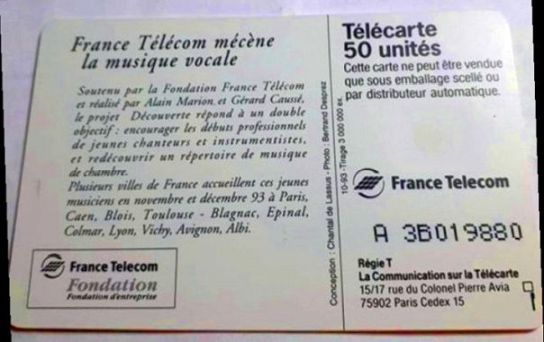 France Télécom mécène
la musique vocale
Soutenu par la Fondation France Télécom
et réalisé par Alain Marion et Gérard Caussé,
le projet Découverte répond à un double
objectif : encourager les débuts professionnels
de jeunes chanteurs et instrumentistes,
et redécouvrir un répertoire de musique
de chambre.
Plusieurs villes de France accueillent ces jeunes
musiciens en novembre et décembre 93 à Paris,
Caen, Blois, Toulouse - Blagnac, Epinal,
Colmar, Lyon, Vichy, Avignon, Albi.
France Telecom
Fondation
Fondation d'entreprise
Conception : Chantal de Lassus - Photo : Bertrand Desprez
10-93 - Tirage 3 000 000 ex.
Télécarte
50 unités
Cette carte ne peut être vendue
que sous emballage scellé ou
par distributeur automatique.
France Telecom
A 3B019880
Régie T
La Communication sur la Télécarte
15/17 rue du Colonel Pierre Avia
75902 Paris Cedex 15